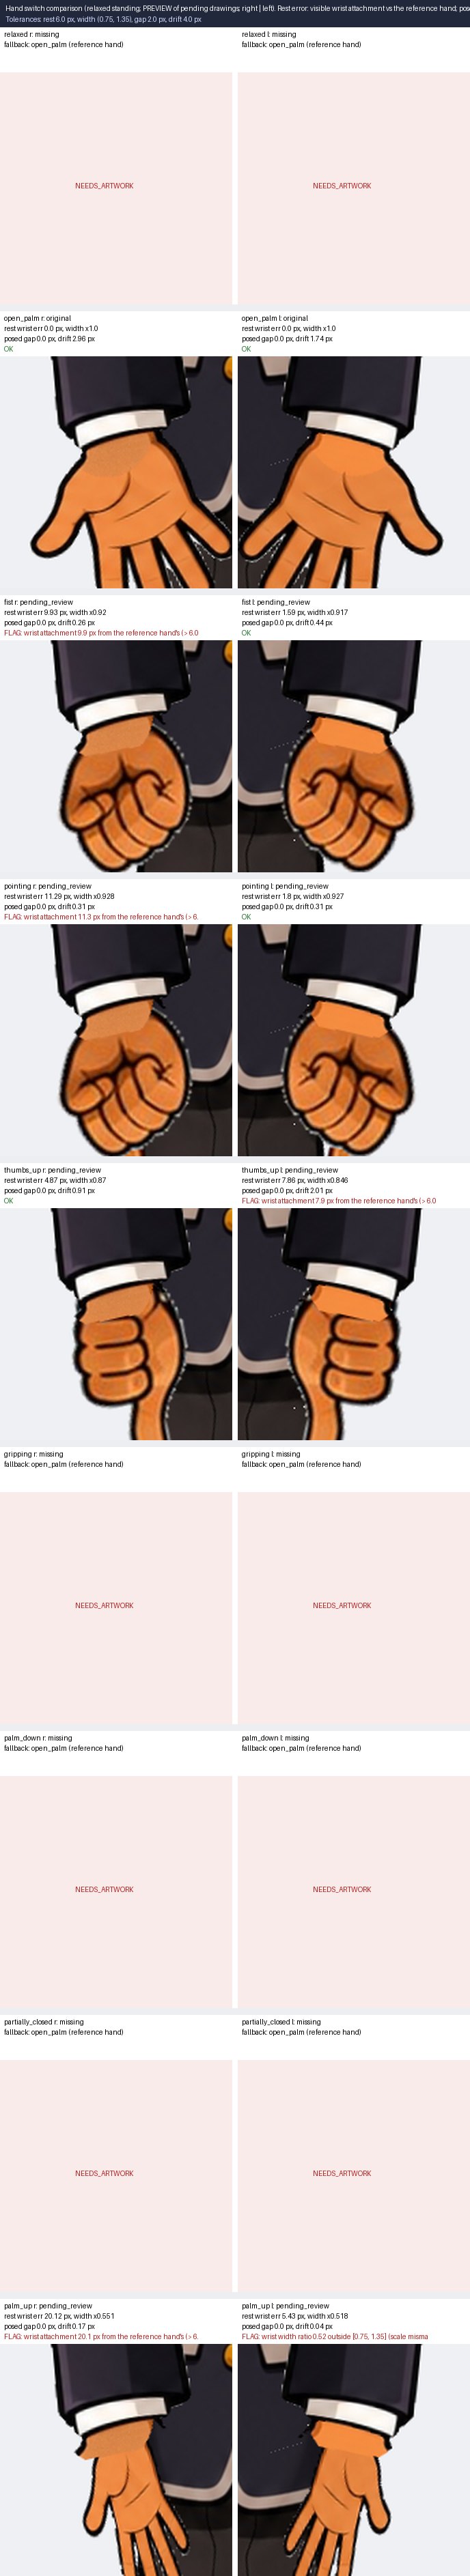 Hand switch comparison (relaxed standing; PREVIEW of pending drawings; right | left). Rest error: visible wrist attachment vs the reference hand; pose
Tolerances: rest 6.0 px, width (0.75, 1.35), gap 2.0 px, drift 4.0 px
relaxed r: missing
fallback: open_palm (reference hand)
relaxed l: missing
fallback: open_palm (reference hand)
NEEDS_ARTWORK
NEEDS_ARTWORK
open_palm r: original
rest wrist err 0.0 px, width x1.0
posed gap 0.0 px, drift 2.96 px
OK
open_palm l: original
rest wrist err 0.0 px, width x1.0
posed gap 0.0 px, drift 1.74 px
OK
fist r: pending_review
rest wrist err 9.93 px, width x0.92
posed gap 0.0 px, drift 0.26 px
FLAG: wrist attachment 9.9 px from the reference hand's (> 6.0
fist l: pending_review
rest wrist err 1.59 px, width x0.917
posed gap 0.0 px, drift 0.44 px
OK
pointing r: pending_review
rest wrist err 11.29 px, width x0.928
posed gap 0.0 px, drift 0.31 px
FLAG: wrist attachment 11.3 px from the reference hand's (> 6.
pointing l: pending_review
rest wrist err 1.8 px, width x0.927
posed gap 0.0 px, drift 0.31 px
OK
thumbs_up r: pending_review
rest wrist err 4.87 px, width x0.87
posed gap 0.0 px, drift 0.91 px
OK
thumbs_up l: pending_review
rest wrist err 7.86 px, width x0.846
posed gap 0.0 px, drift 2.01 px
FLAG: wrist attachment 7.9 px from the reference hand's (> 6.0
gripping r: missing
fallback: open_palm (reference hand)
gripping l: missing
fallback: open_palm (reference hand)
NEEDS_ARTWORK
NEEDS_ARTWORK
palm_down r: missing
fallback: open_palm (reference hand)
palm_down l: missing
fallback: open_palm (reference hand)
NEEDS_ARTWORK
NEEDS_ARTWORK
partially_closed r: missing
fallback: open_palm (reference hand)
partially_closed l: missing
fallback: open_palm (reference hand)
NEEDS_ARTWORK
NEEDS_ARTWORK
palm_up r: pending_review
rest wrist err 20.12 px, width x0.551
posed gap 0.0 px, drift 0.17 px
FLAG: wrist attachment 20.1 px from the reference hand's (> 6.
palm_up l: pending_review
rest wrist err 5.43 px, width x0.518
posed gap 0.0 px, drift 0.04 px
FLAG: wrist width ratio 0.52 outside [0.75, 1.35] (scale misma